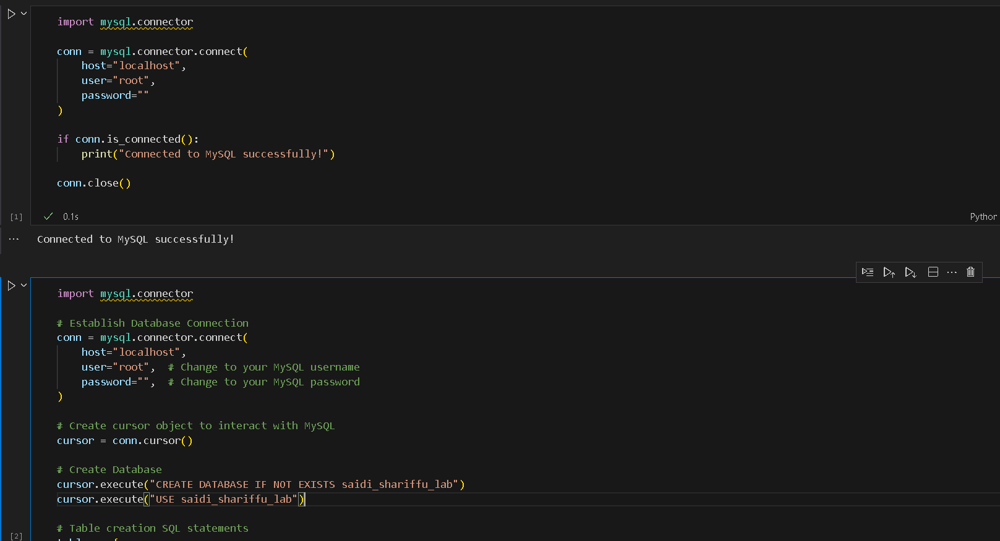 import mysql.connector
conn = mysql.connector.connect(
host="localhost",
user="root",
password=""
)
if conn.is_connected():
print("Connected to MySQL successfully!")
conn.close()
[1]
0.1s
Python
Connected to MySQL successfully!
import mysql.connector
# Establish Database Connection
conn = mysql.connector.connect(
host="localhost",
user="root",  # Change to your MySQL username
password="",  # Change to your MySQL password
)
# Create cursor object to interact with MySQL
cursor = conn.cursor()
# Create Database
cursor.execute("CREATE DATABASE IF NOT EXISTS saidi_shariffu_lab")
cursor.execute("USE saidi_shariffu_lab")
# Table creation SQL statements
[2]